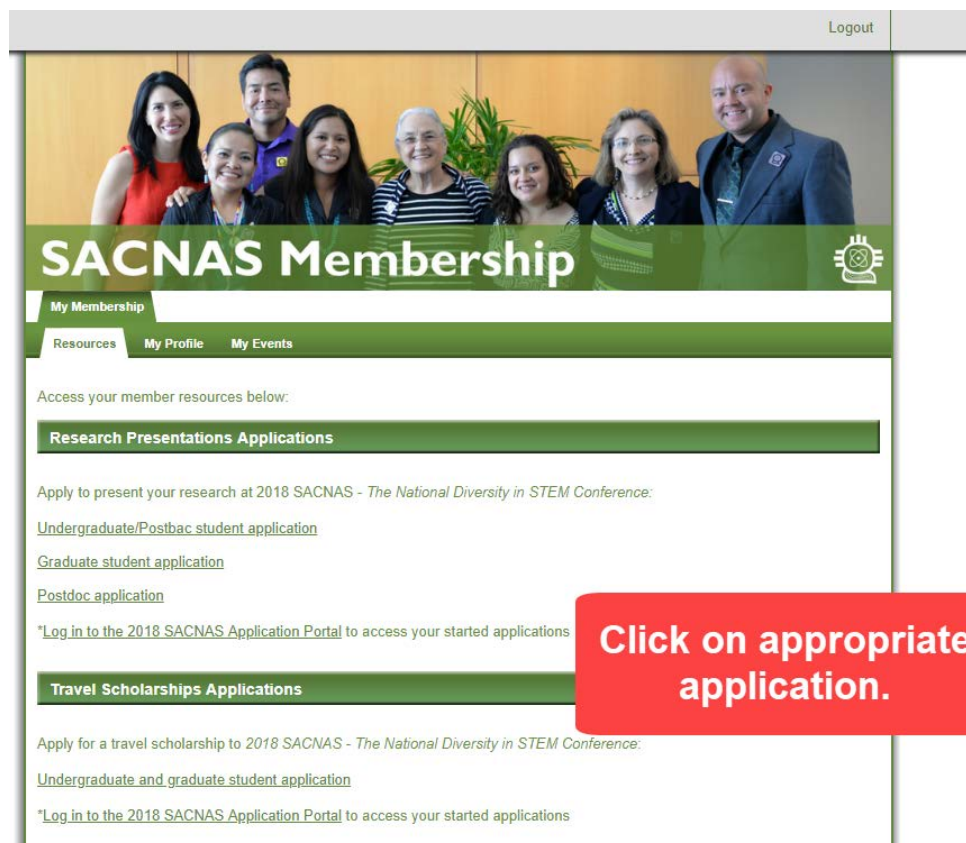 Logout
SACNAS Membership
My Membership
Resources My Profile My Events
Access your member resources below:
Research Presentations Applications
Apply to present your research at 2018 SACNAS - The National Diversity in STEM Conference:
Undergraduate/Postbac student application
Graduate student application
Postdoc application
*Log in to the 2018 SACNAS Application Portal to access your started applications
Click on appropriate
application.
Travel Scholarships Applications
Apply for a travel scholarship to 2018 SACNAS - The National Diversity in STEM Conference:
Undergraduate and graduate student application
*Log in to the 2018 SACNAS Application Portal to access your started applications